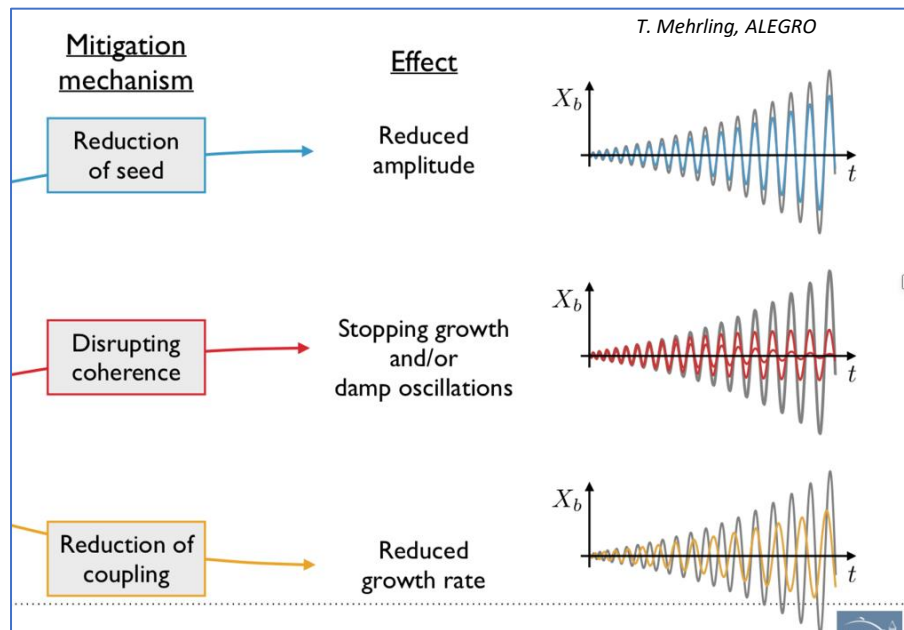 T. Mehrling, ALEGRO
Mitigation
mechanism
Effect
Reduction
of seed
Reduced
amplitude
X_b
t
Disrupting
coherence
Stopping growth
and/or
damp oscillations
X_b
t
Reduction of
coupling
Reduced
growth rate
X_b
t